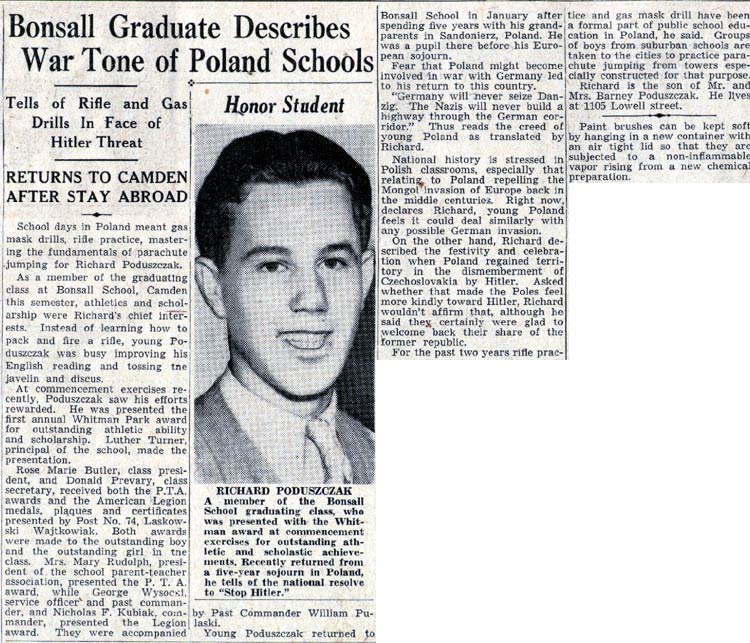 Bonsall Graduate Describes
War Tone of Poland Schools
Tells of Rifle and Gas
Drills In Face of
Hitler Threat
RETURNS TO CAMDEN
AFTER STAY ABROAD
School days in Poland meant gas
mask drills, rifle practice, master-
ing the fundamentals of parachute
jumping for Richard Poduszczak.
As a member of the graduating
class at Bonsall School, Camden
this semester, athletics and schol-
arship were Richard's chief inter-
ests. Instead of learning how to
pack and fire a rifle, young Po-
duszczak was busy improving his
English reading and tossing the
javelin and discus.
At commencement exercises re-
cently, Poduszczak saw his efforts
rewarded. He was presented the
first annual Whitman Park award
for outstanding athletic ability
and scholarship. Luther Turner,
principal of the school, made the
presentation.
Rose Marie Butler, class presi-
dent, and Donald Prevary, class
secretary, received both the P.T.A.
awards and the American Legion
medals, plaques and certificates
presented by Post No. 74, Laskow-
ski Wajtkowiak. Both awards
were made to the outstanding boy
and the outstanding girl in the
class. Mrs. Mary Rudolph, presi-
dent of the school parent-teacher
association, presented the P. T. A.
award, while George Wysocki,
service officer and past comman-
der, and Nicholas F. Kubiak, com-
mander, presented the Legion
award. They were accompanied
Honor Student
RICHARD PODUSZCZAK
A member of the Bonsall
School graduating class, who
was presented with the Whit-
man award at commencement
exercises for outstanding ath-
letic and scholastic achieve-
ments. Recently returned from
a five-year sojourn in Poland,
he tells of the national resolve
to "Stop Hitler."
by Past Commander William Pu-
laski.
Young Poduszczak returned to
Bonsall School in January after
spending five years with his grand-
parents in Sandonierz, Poland. He
was a pupil there before his Euro-
pean sojourn.
Fear that Poland might become
involved in war with Germany led
to his return to this country.
"Germany will never seize Dan-
zig. The Nazis will never build a
highway through the German cor-
ridor." Thus reads the creed of
young Poland as translated by
Richard.
National history is stressed in
Polish classrooms, especially that
relating to Poland repelling the
Mongol invasion of Europe back in
the middle centuries. Right now,
declares Richard, young Poland
feels it could deal similarly with
any possible German invasion.
On the other hand, Richard de-
scribed the festivity and celebra-
tion when Poland regained terri-
tory in the dismemberment of
Czechoslovakia by Hitler. Asked
whether that made the Poles feel
more kindly toward Hitler, Richard
wouldn't affirm that, although he
said they certainly were glad to
welcome back their share of the
former republic.
For the past two years rifle prac-
tice and gas mask drill have been
a formal part of public school edu-
cation in Poland, he said. Groups
of boys from suburban schools are
taken to the cities to practice para-
chute jumping from towers espe-
cially constructed for that purpose.
Richard is the son of Mr. and
Mrs. Barney Poduszczak. He lives
at 1105 Lowell street.
Paint brushes can be kept soft
by hanging in a new container with
an air tight lid so that they are
subjected to a non-inflammable
vapor rising from a new chemical
preparation.